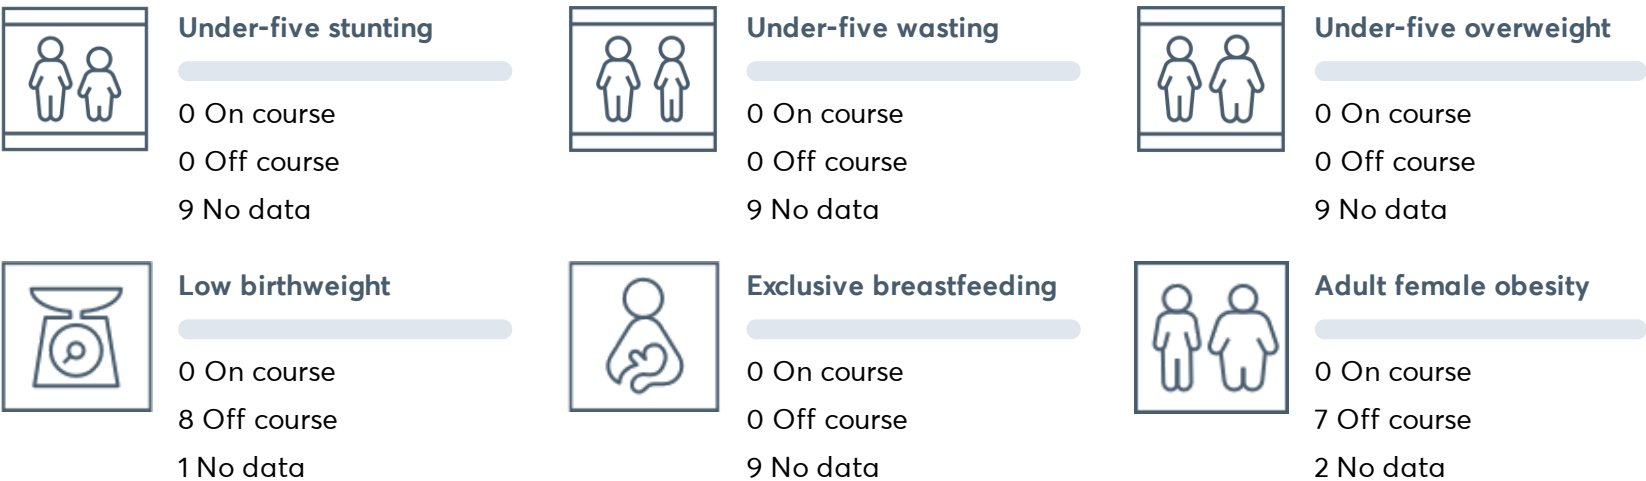 Under-five stunting
0 On course
0 Off course
9 No data
Under-five wasting
0 On course
0 Off course
9 No data
Under-five overweight
0 On course
0 Off course
9 No data
Low birthweight
0 On course
8 Off course
1 No data
Exclusive breastfeeding
0 On course
0 Off course
9 No data
Adult female obesity
0 On course
7 Off course
2 No data